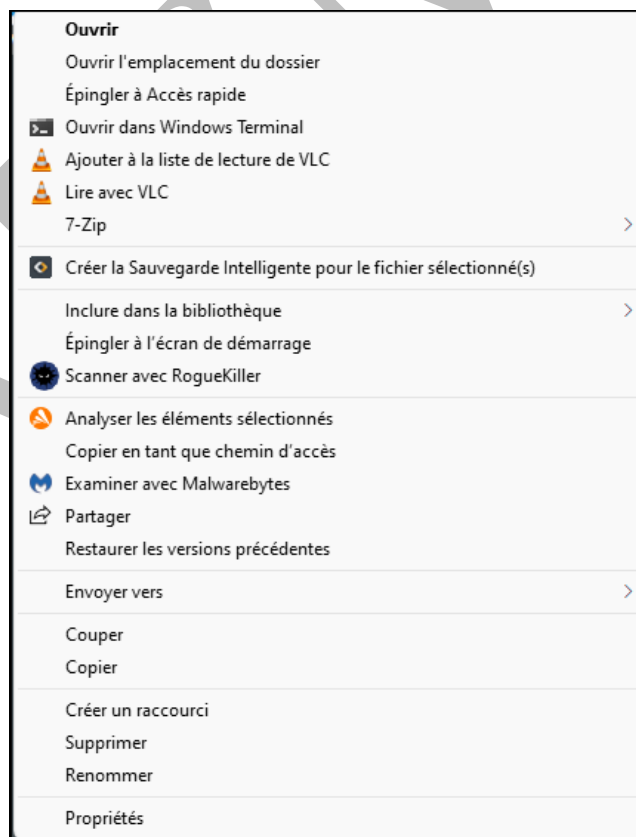 Ouvrir
Ouvrir l'emplacement du dossier
Épingler à Accès rapide
Ouvrir dans Windows Terminal
Ajouter à la liste de lecture de VLC
Lire avec VLC
7-Zip
Créer la Sauvegarde Intelligente pour le fichier sélectionné(s)
Inclure dans la bibliothèque
Épingler à l'écran de démarrage
Scanner avec RogueKiller
Analyser les éléments sélectionnés
Copier en tant que chemin d'accès
Examiner avec Malwarebytes
Partager
Restaurer les versions précédentes
Envoyer vers
Couper
Copier
Créer un raccourci
Supprimer
Renommer
Propriétés